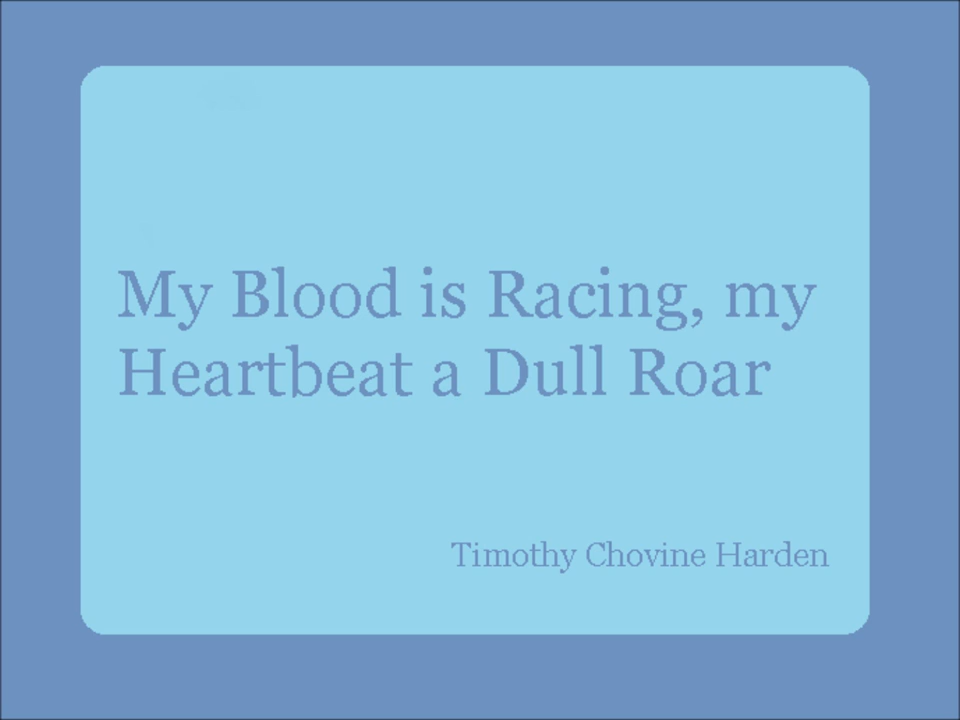 My Blood is Racing, my
Heartbeat a Dull Roar
Timothy Chovine Harden